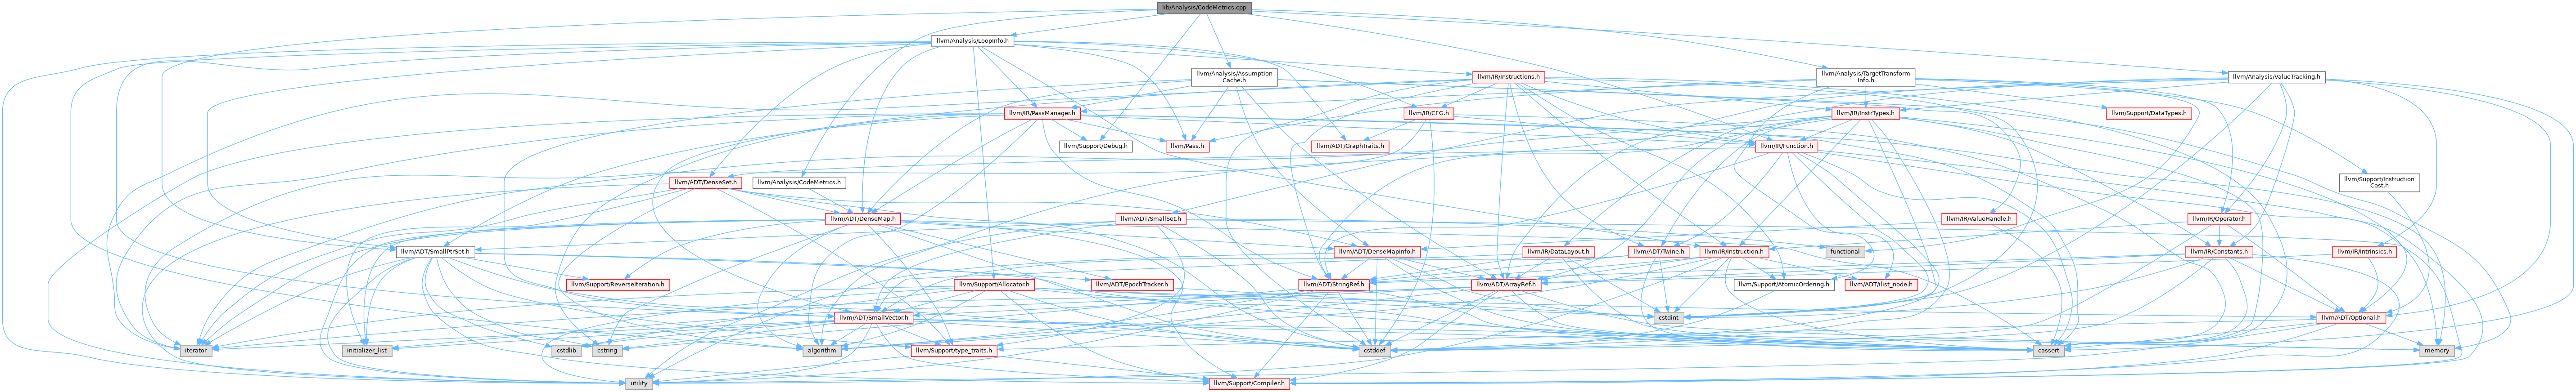 lib/Analysis/CodeMetrics.cpp
llvm/Analysis/LoopInfo.h
llvm/Analysis/Assumption
Cache.h
llvm/IR/Instructions.h
llvm/Analysis/TargetTransform
Info.h
llvm/Analysis/ValueTracking.h
llvm/IR/PassManager.h
llvm/IR/CFG.h
llvm/IR/InstrTypes.h
llvm/Support/DataTypes.h
llvm/Support/Debug.h
llvm/Pass.h
llvm/ADT/GraphTraits.h
llvm/IR/Function.h
llvm/ADT/DenseSet.h
llvm/Analysis/CodeMetrics.h
llvm/Support/Instruction
Cost.h
llvm/ADT/DenseMap.h
llvm/ADT/SmallSet.h
llvm/IR/ValueHandle.h
llvm/IR/Operator.h
llvm/ADT/SmallPtrSet.h
llvm/ADT/DenseMapInfo.h
llvm/IR/DataLayout.h
llvm/ADT/Twine.h
llvm/IR/Instruction.h
functional
llvm/IR/Constants.h
llvm/IR/Intrinsics.h
llvm/Support/ReverseIteration.h
llvm/Support/Allocator.h
llvm/ADT/EpochTracker.h
llvm/ADT/StringRef.h
llvm/ADT/ArrayRef.h
llvm/Support/AtomicOrdering.h
llvm/ADT/ilist_node.h
llvm/ADT/SmallVector.h
cstdint
llvm/ADT/Optional.h
iterator
initializer_list
cstdlib
cstring
algorithm
llvm/Support/type_traits.h
cstddef
cassert
memory
utility
llvm/Support/Compiler.h